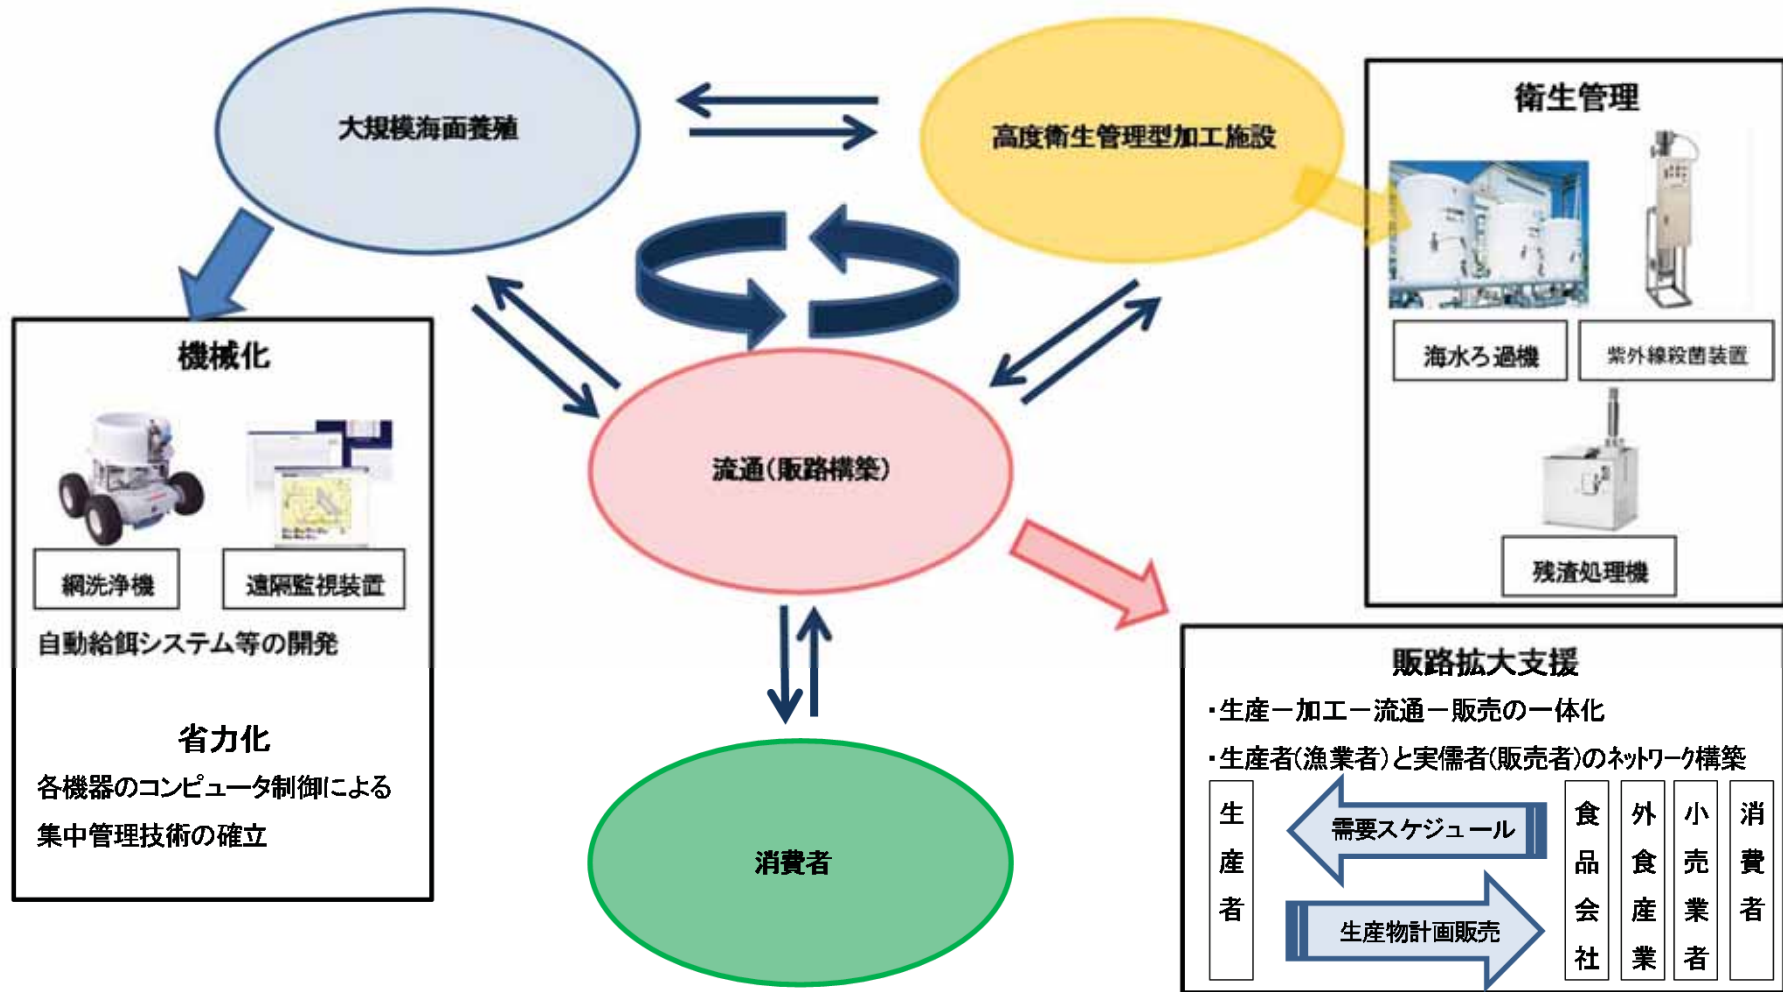 大規模海面養殖
高度衛生管理型加工施設
流通(販路構築)
消費者
機械化
網洗浄機
遠隔監視装置
自動給餌システム等の開発
省力化
各機器のコンピュータ制御による
集中管理技術の確立
衛生管理
海水ろ過機
紫外線殺菌装置
残渣処理機
販路拡大支援
・生産－加工－流通－販売の一体化
・生産者(漁業者)と実儒者(販売者)のネットワーク構築
生産者
需要スケジュール
生産物計画販売
食品会社
外食産業
小売業者
消費者